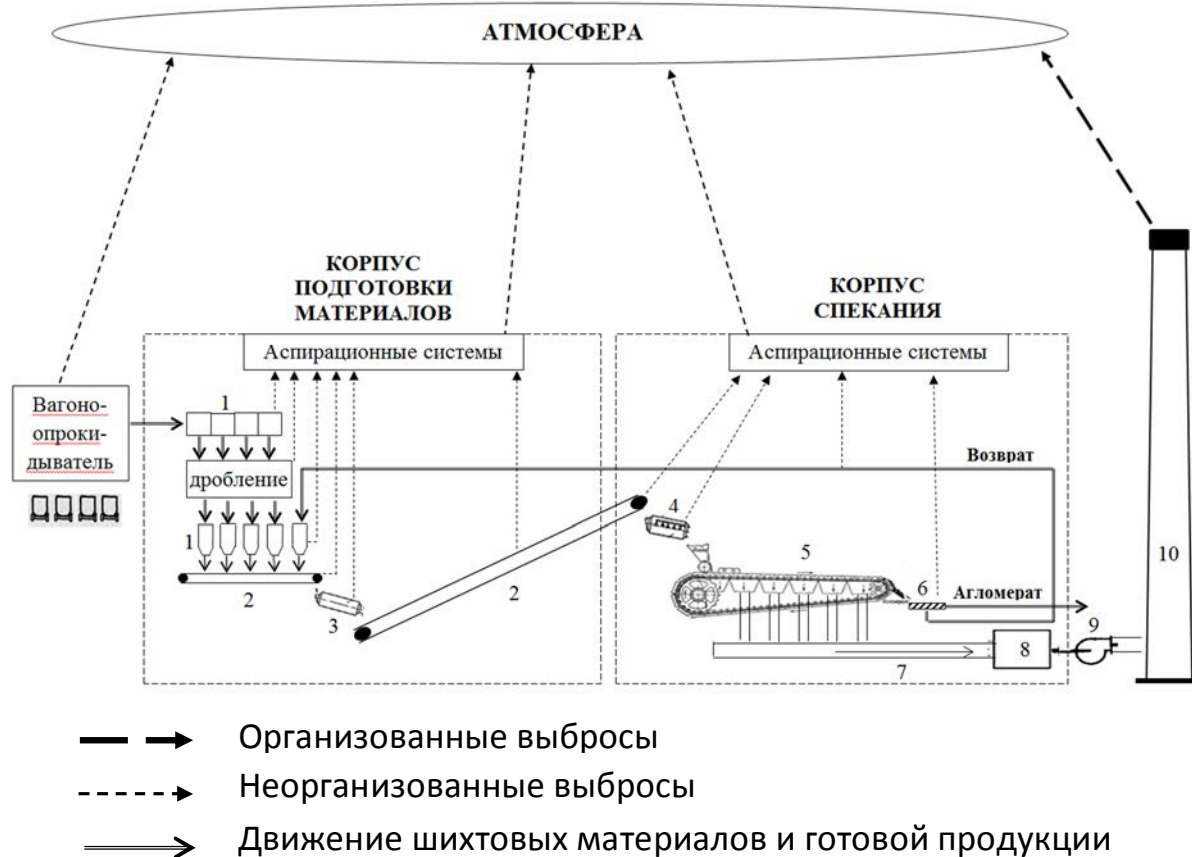 АТМОСФЕРА
КОРПУС
ПОДГОТОВКИ
МАТЕРИАЛОВ
КОРПУС
СПЕКАНИЯ
Аспирационные системы
Аспирационные системы
Вагоно-
опроки-
дыватель
1
дробление
Возврат
4
1
5
10
2
2
6
Агломерат
3
9
8
7
Организованные выбросы
Неорганизованные выбросы
Движение шихтовых материалов и готовой продукции